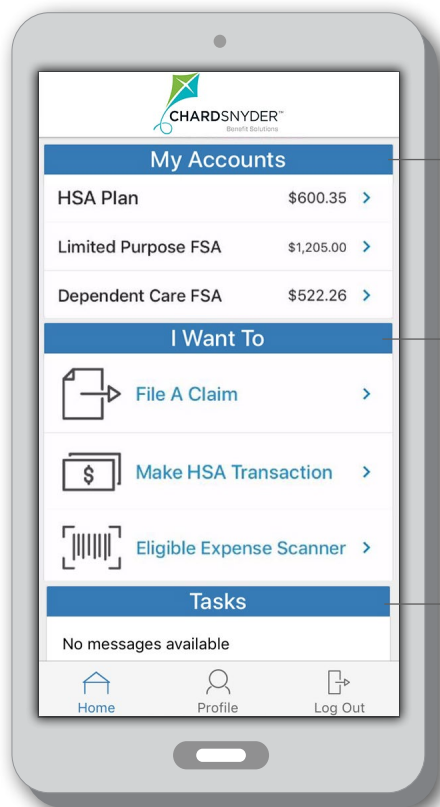 CHARDSNYDER™
Benefit Solutions
My Accounts
HSA Plan $600.35 >
Limited Purpose FSA $1,205.00 >
Dependent Care FSA $522.26 >
I Want To
File A Claim >
$ Make HSA Transaction >
Eligible Expense Scanner >
Tasks
No messages available
Home Profile Log Out